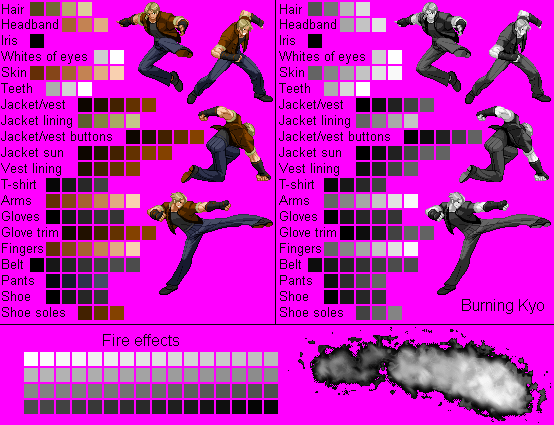 Hair
Headband
Iris
Whites of eyes
Skin
Teeth
Jacket/vest
Jacket lining
Jacket/vest buttons
Jacket sun
Vest lining
T-shirt
Arms
Gloves
Glove trim
Fingers
Belt
Pants
Shoe
Shoe soles
Hair
Headband
Iris
Whites of eyes
Skin
Teeth
Jacket/vest
Jacket lining
Jacket/vest buttons
Jacket sun
Vest lining
T-shirt
Arms
Gloves
Glove trim
Fingers
Belt
Pants
Shoe
Shoe soles
Burning Kyo
Fire effects